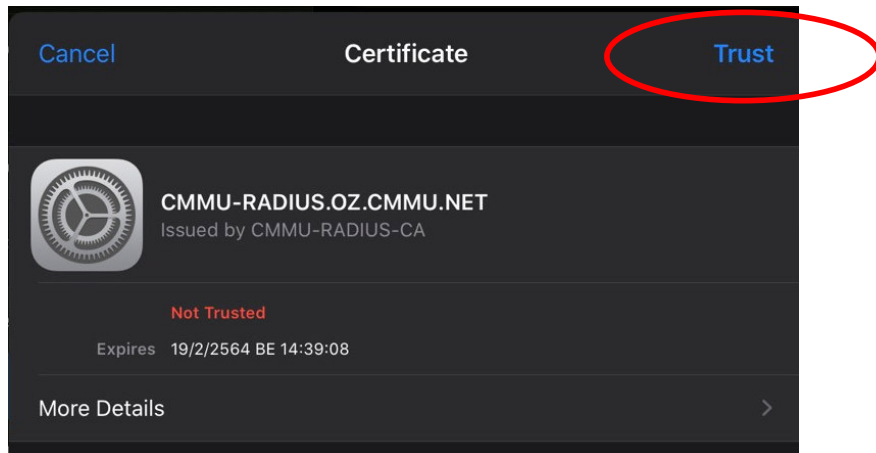 Cancel Certificate Trust
CMMU-RADIUS.OZ.CMMU.NET
Issued by CMMU-RADIUS-CA
Not Trusted
Expires 19/2/2564 BE 14:39:08
More Details